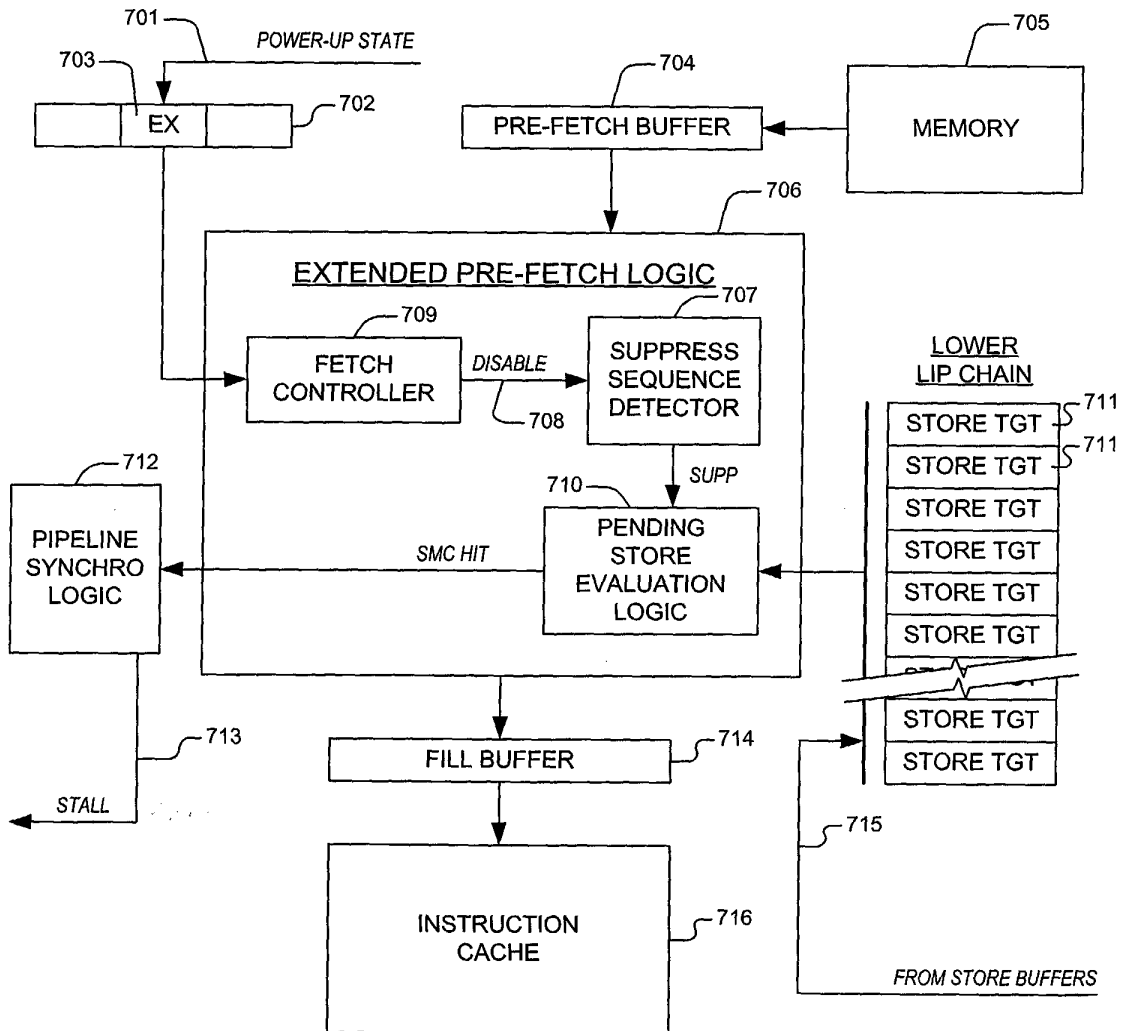 701
POWER-UP STATE
703
EX
702
704
PRE-FETCH BUFFER
705
MEMORY
706
EXTENDED PRE-FETCH LOGIC
709
FETCH
CONTROLLER
DISABLE
708
707
SUPPRESS
SEQUENCE
DETECTOR
SUPP
710
PENDING
STORE
EVALUATION
LOGIC
SMC HIT
712
PIPELINE
SYNCHRO
LOGIC
713
STALL
LOWER
LIP CHAIN
STORE TGT
711
STORE TGT
711
STORE TGT
STORE TGT
STORE TGT
STORE TGT
STORE TGT
STORE TGT
FILL BUFFER
714
715
INSTRUCTION
CACHE
716
FROM STORE BUFFERS